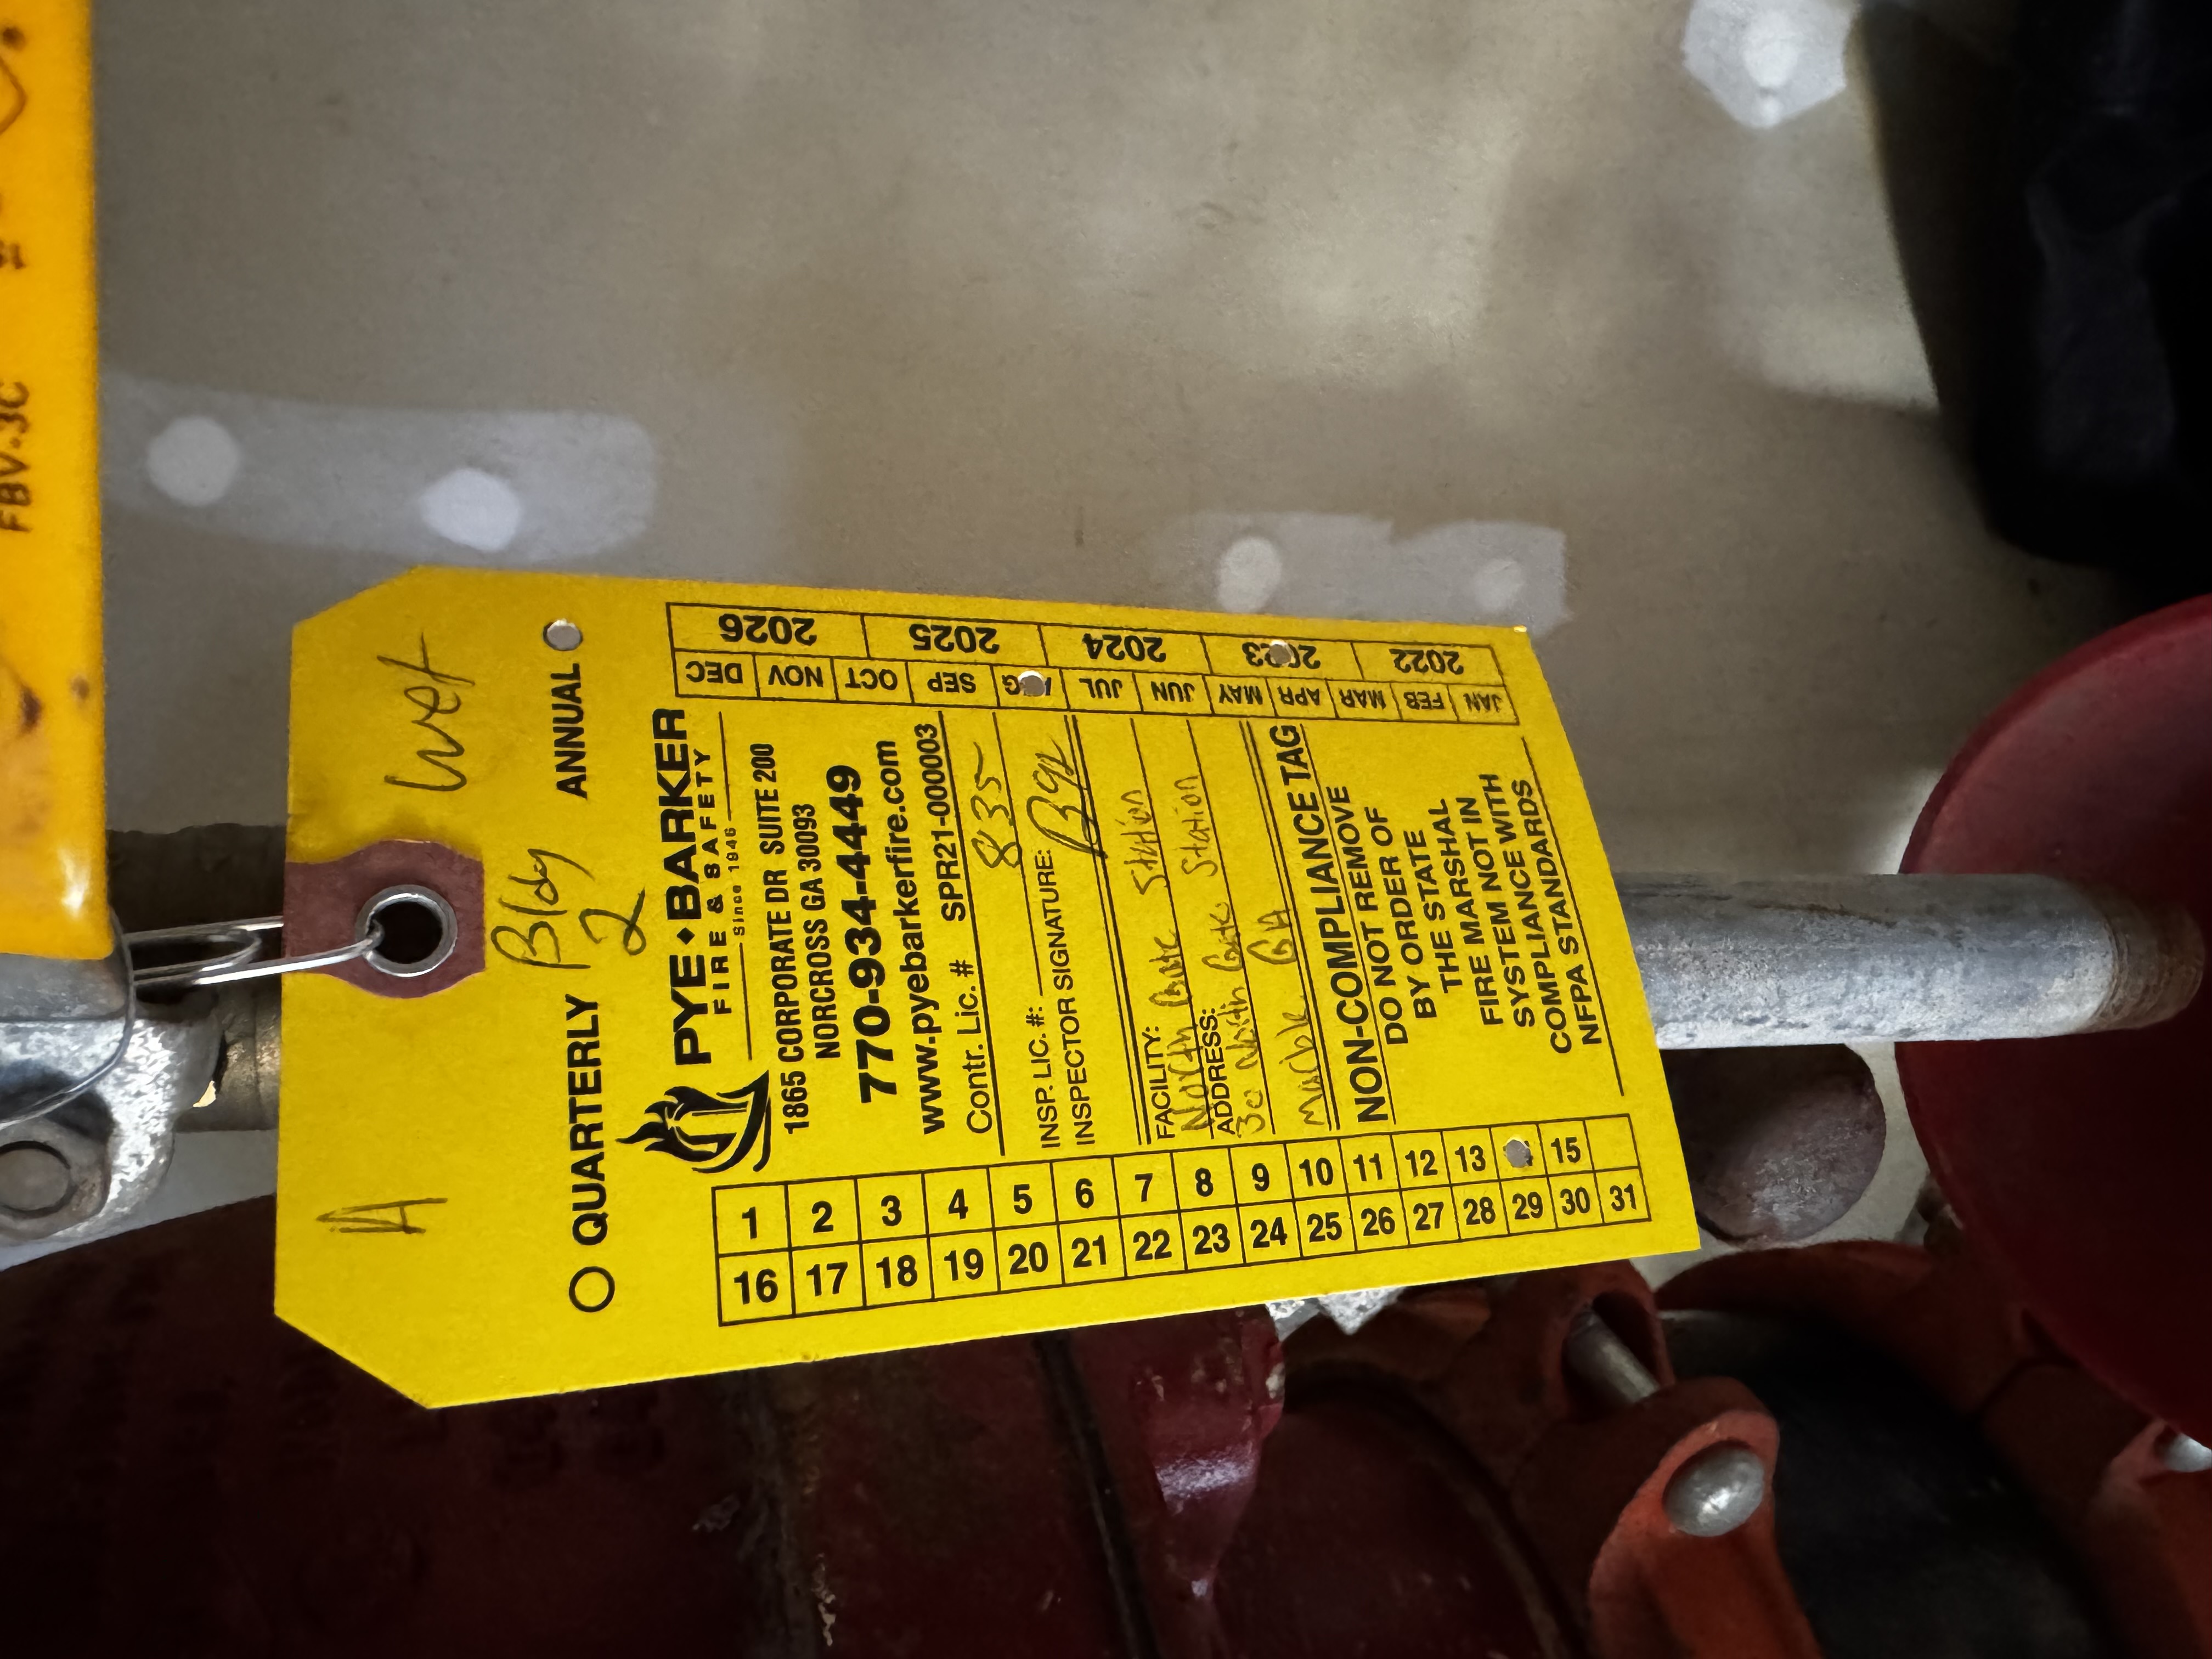 A
Wet
Bldg
2
QUARTERLY
ANNUAL
PYE BARKER
FIRE & SAFETY
Since 1946
1865 CORPORATE DR SUITE 200
NORCROSS GA 30093
770-934-4449
www.pyebarkerfire.com
Contr. Lic. # SPR21-000003
835
INSP. LIC. #:
INSPECTOR SIGNATURE:
FACILITY:
North Gate Station
ADDRESS:
30 North Gate Station
GA
NON-COMPLIANCE TAG
DO NOT REMOVE
BY ORDER OF
THE STATE
FIRE MARSHAL
SYSTEM NOT IN
COMPLIANCE WITH
NFPA STANDARDS
1 2 3 4 5 6 7 8 9 10 11 12 13 15
16 17 18 19 20 21 22 23 24 25 26 27 28 29 30 31
JAN FEB MAR APR MAY JUN JUL SEP OCT NOV DEC
2022 2023 2024 2025 2026
FBV-3C